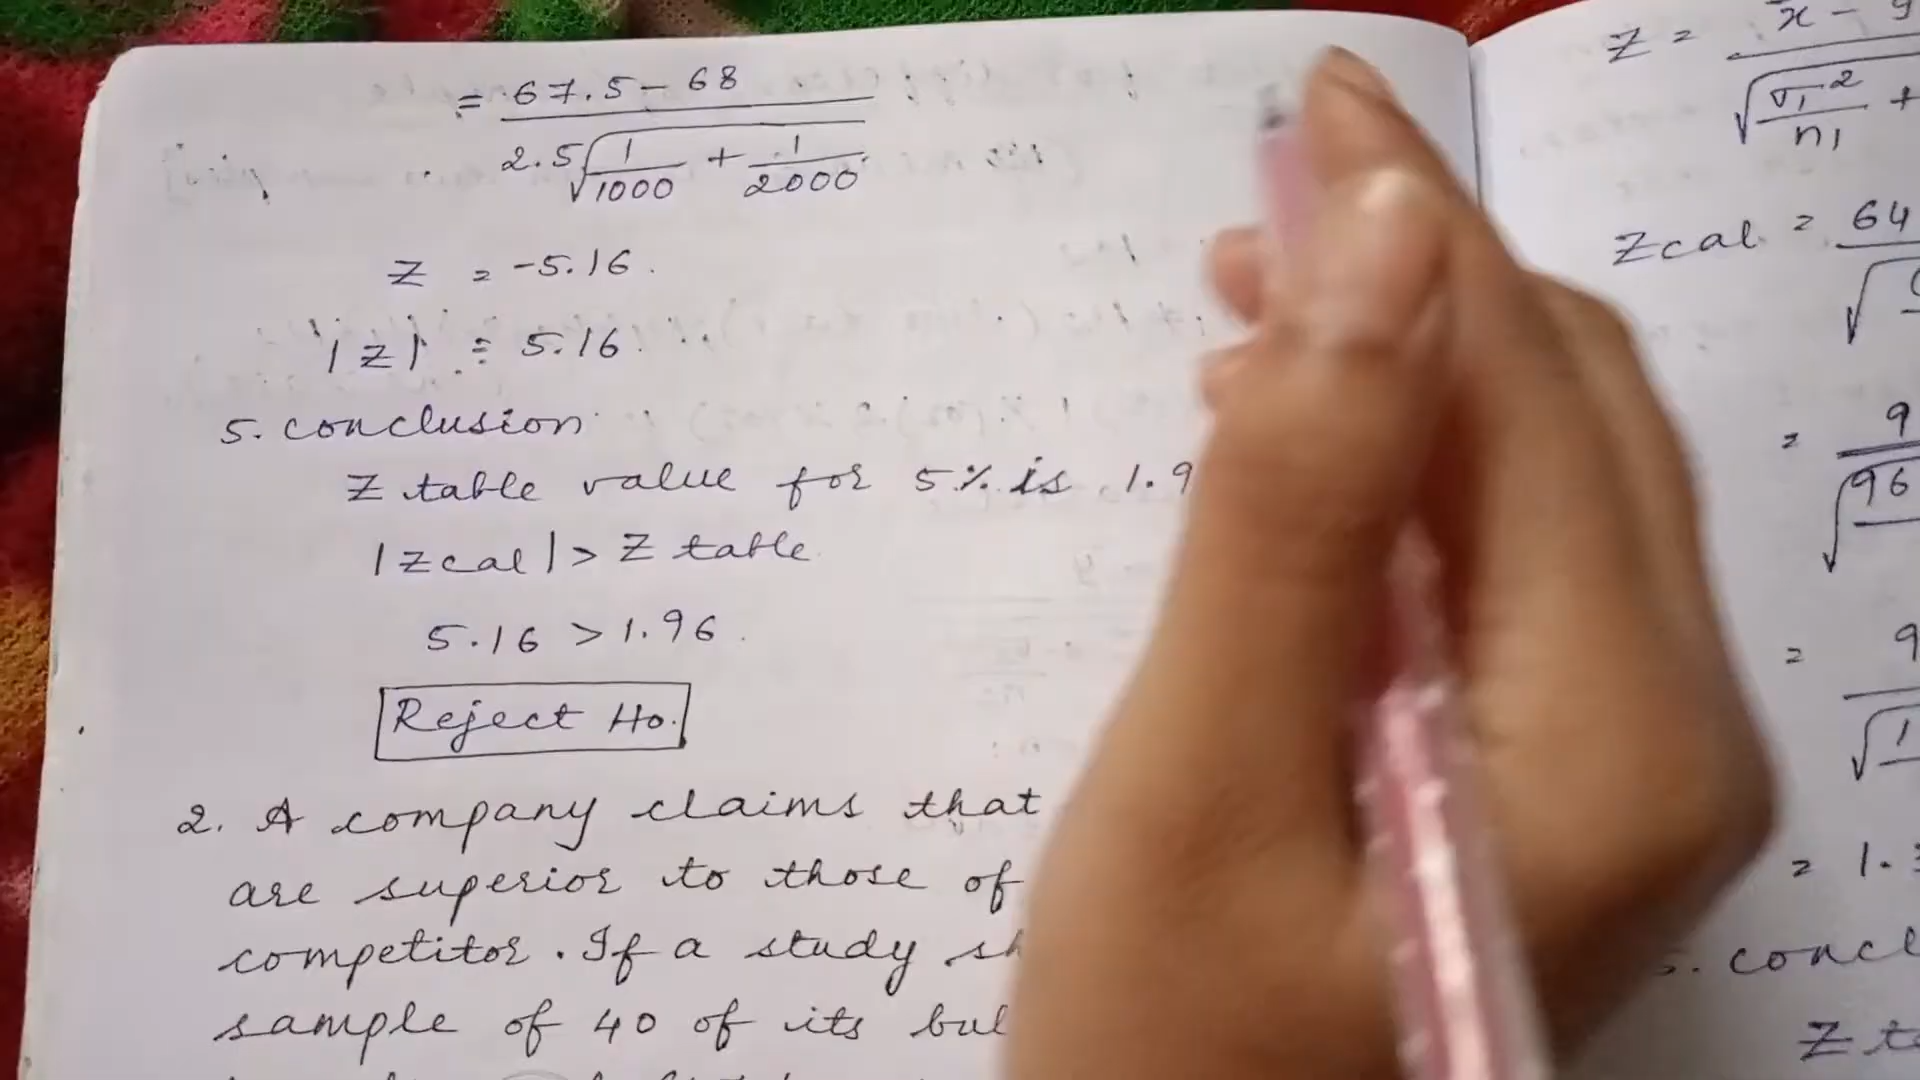 = 67.5 - 68
2.5 √ 1/1000 + 1/2000
Z = -5.16.
|Z| = 5.16.
5. conclusion
Z table value for 5% is 1.9
|Zcal| > Z table
5.16 > 1.96.
Reject Ho.
2. A company claims that
are superior to those of
competitor. If a study sh
sample of 40 of its bul
Z =
x̄ -
√ σ1²/n1 +
Zcal = 64
= 9
√96
= 9
√1
= 1.3
5. concl
Z t